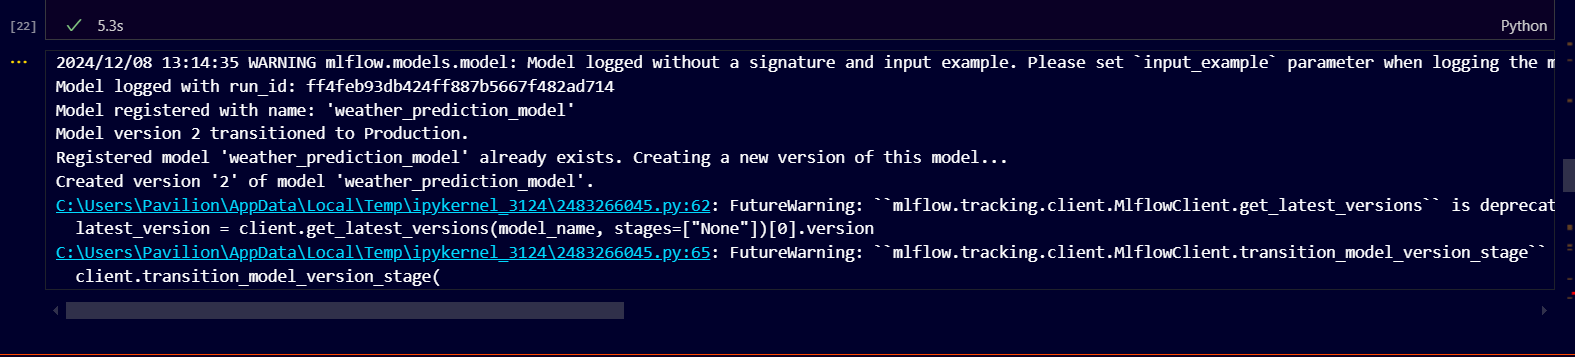 [22]
5.3s
Python
2024/12/08 13:14:35 WARNING mlflow.models.model: Model logged without a signature and input example. Please set `input_example` parameter when logging the m
Model logged with run_id: ff4feb93db424ff887b5667f482ad714
Model registered with name: 'weather_prediction_model'
Model version 2 transitioned to Production.
Registered model 'weather_prediction_model' already exists. Creating a new version of this model...
Created version '2' of model 'weather_prediction_model'.
C:\Users\Pavilion\AppData\Local\Temp\ipykernel_3124\2483266045.py:62: FutureWarning: ``mlflow.tracking.client.MlflowClient.get_latest_versions`` is deprecat
latest_version = client.get_latest_versions(model_name, stages=["None"])[0].version
C:\Users\Pavilion\AppData\Local\Temp\ipykernel_3124\2483266045.py:65: FutureWarning: ``mlflow.tracking.client.MlflowClient.transition_model_version_stage``
client.transition_model_version_stage(